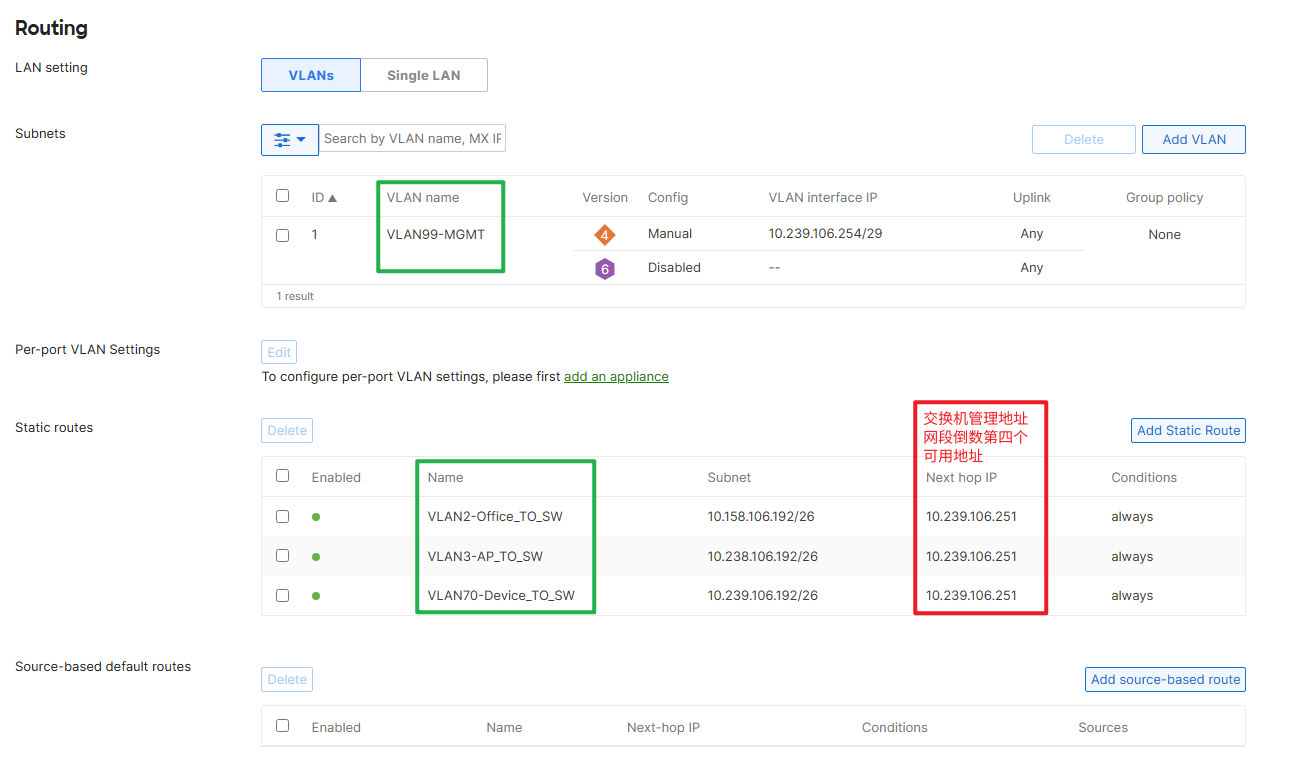 Routing
LAN setting
VLANs Single LAN
Subnets
Search by VLAN name, MX IP
Delete Add VLAN
ID ▲ VLAN name Version Config VLAN interface IP Uplink Group policy
1 VLAN99-MGMT 4 Manual 10.239.106.254/29 Any None
6 Disabled -- Any
1 result
Per-port VLAN Settings
Edit
To configure per-port VLAN settings, please first add an appliance
Static routes
Delete
交换机管理地址
网段倒数第四个
可用地址
Add Static Route
Enabled Name Subnet Next hop IP Conditions
VLAN2-Office_TO_SW 10.158.106.192/26 10.239.106.251 always
VLAN3-AP_TO_SW 10.238.106.192/26 10.239.106.251 always
VLAN70-Device_TO_SW 10.239.106.192/26 10.239.106.251 always
Source-based default routes
Delete Add source-based route
Enabled Name Next-hop IP Conditions Sources